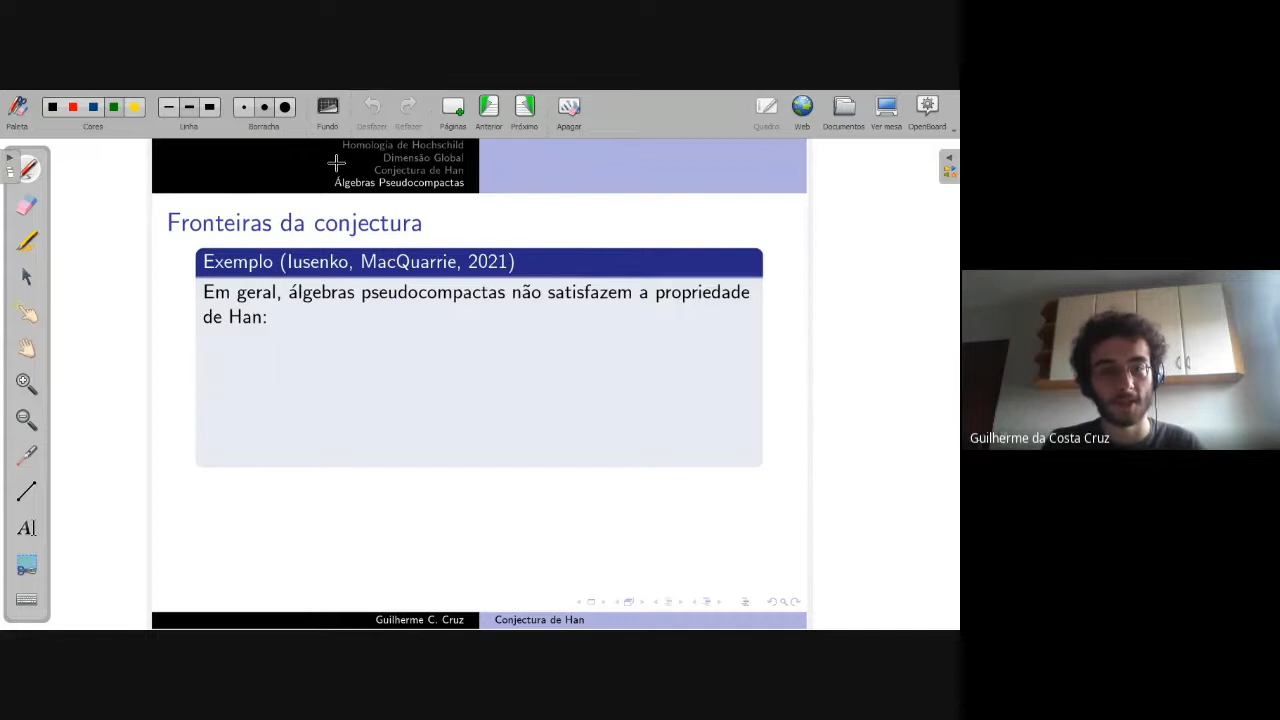 Paleta
Cores
Linha
Borracha
Fundo
Desfazer
Refazer
Páginas
Anterior
Próximo
Apagar
Quadro
Web
Documentos
Ver mesa
OpenBoard
Homologia de Hochschild
Dimensão Global
Conjectura de Han
Álgebras Pseudocompactas
Fronteiras da conjectura
Exemplo (Iusenko, MacQuarrie, 2021)
Em geral, álgebras pseudocompactas não satisfazem a propriedade
de Han:
A
Guilherme da Costa Cruz
Guilherme C. Cruz
Conjectura de Han